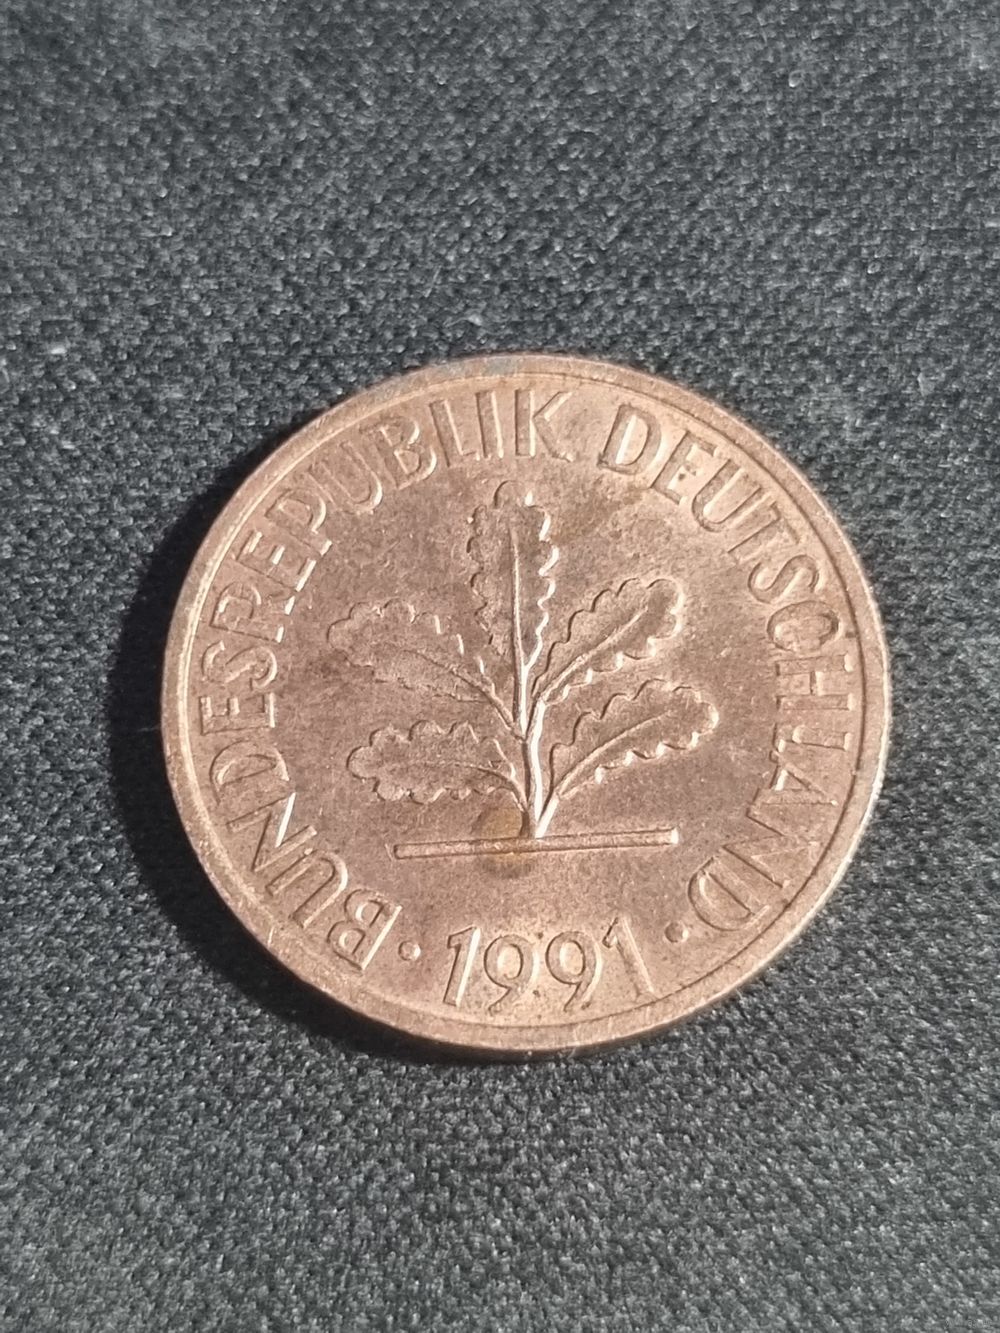 BUNDESREPUBLIK DEUTSCHLAND
· 1991 ·